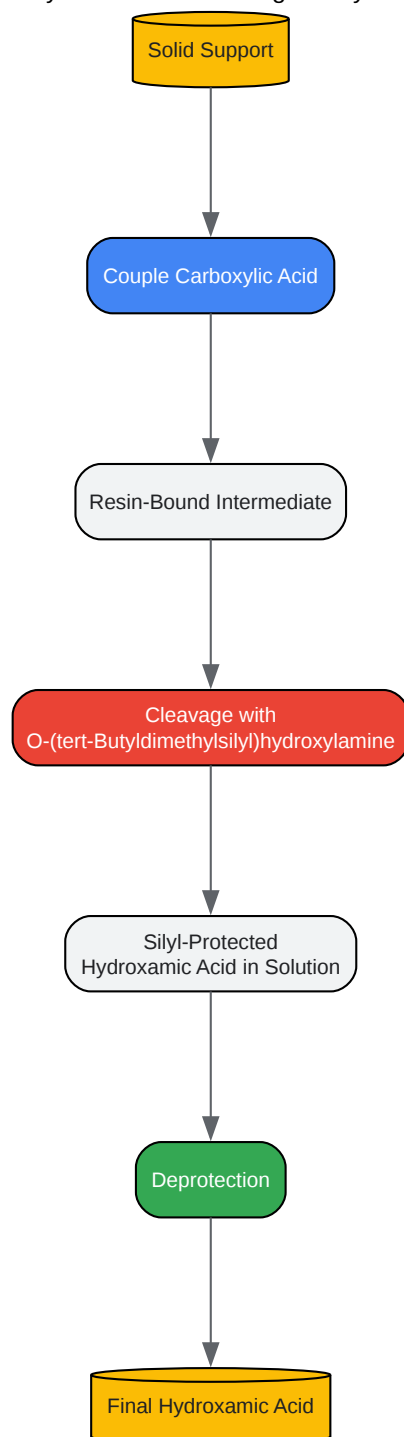 Solid Support
Couple Carboxylic Acid
Resin-Bound Intermediate
Cleavage with
O-(tert-Butyldimethylsilyl)hydroxylamine
Silyl-Protected
Hydroxamic Acid in Solution
Deprotection
Final Hydroxamic Acid